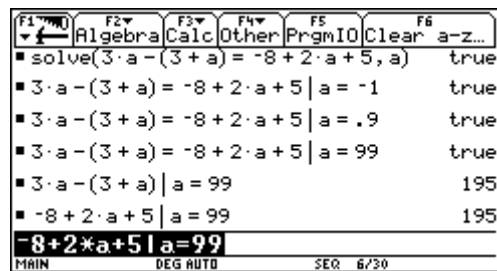 F1 F2 F3 F4 F5 F6
Algebra Calc Other PrgmIO Clear a-z…
▪ solve(3·a-(3+a)= -8+2·a+5,a) true
▪ 3·a-(3+a)= -8+2·a+5|a= -1 true
▪ 3·a-(3+a)= -8+2·a+5|a=.9 true
▪ 3·a-(3+a)= -8+2·a+5|a=99 true
▪ 3·a-(3+a)|a=99 195
▪ -8+2·a+5|a=99 195
-8+2*a+5|a=99
MAIN DEG AUTO SEQ 6/30